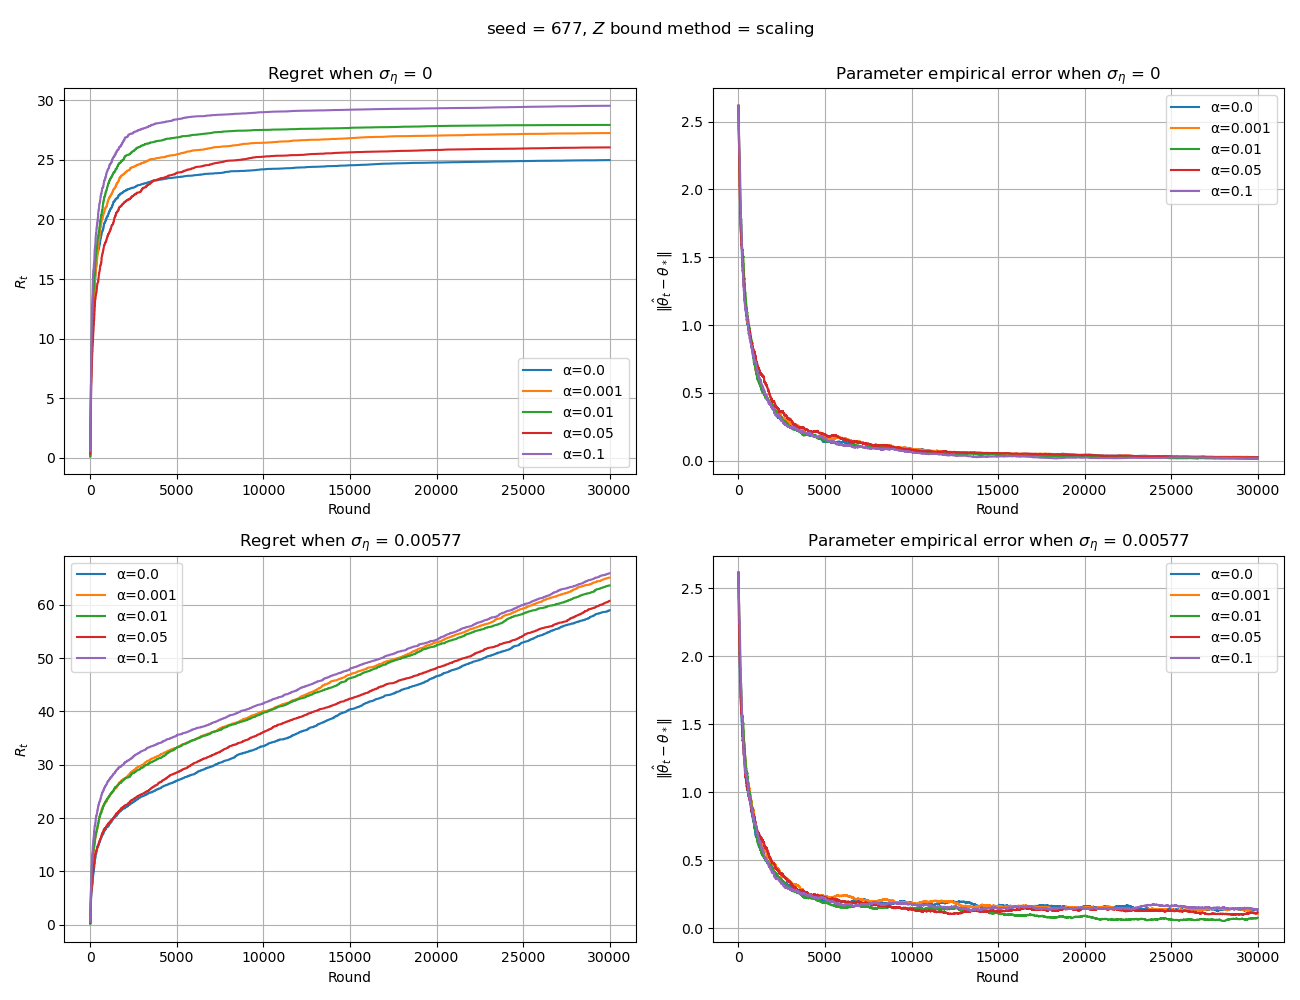 seed = 677, Z bound method = scaling
Regret when σ_η = 0
30
25
20
15
10
5
0
R_t
0 5000 10000 15000 20000 25000 30000
Round
α=0.0
α=0.001
α=0.01
α=0.05
α=0.1
Parameter empirical error when σ_η = 0
2.5
2.0
1.5
1.0
0.5
0.0
‖θ̂_t − θ_*‖
0 5000 10000 15000 20000 25000 30000
Round
α=0.0
α=0.001
α=0.01
α=0.05
α=0.1
Regret when σ_η = 0.00577
60
50
40
30
20
10
0
R_t
0 5000 10000 15000 20000 25000 30000
Round
α=0.0
α=0.001
α=0.01
α=0.05
α=0.1
Parameter empirical error when σ_η = 0.00577
2.5
2.0
1.5
1.0
0.5
0.0
‖θ̂_t − θ_*‖
0 5000 10000 15000 20000 25000 30000
Round
α=0.0
α=0.001
α=0.01
α=0.05
α=0.1